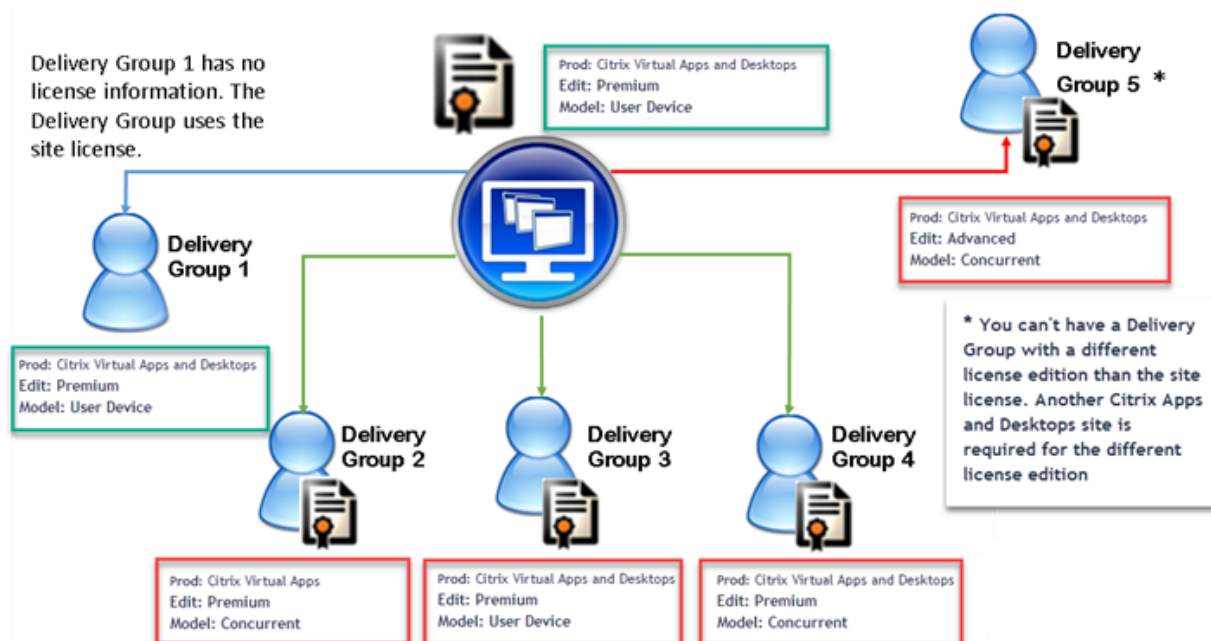 Delivery Group 1 has no
license information. The
Delivery Group uses the
site license.
Prod: Citrix Virtual Apps and Desktops
Edit: Premium
Model: User Device
Delivery
Group 5 *
Prod: Citrix Virtual Apps and Desktops
Edit: Advanced
Model: Concurrent
* You can't have a Delivery
Group with a different
license edition than the site
license. Another Citrix Apps
and Desktops site is
required for the different
license edition
Delivery
Group 1
Prod: Citrix Virtual Apps and Desktops
Edit: Premium
Model: User Device
Delivery
Group 2
Prod: Citrix Virtual Apps
Edit: Premium
Model: Concurrent
Delivery
Group 3
Prod: Citrix Virtual Apps and Desktops
Edit: Premium
Model: User Device
Delivery
Group 4
Prod: Citrix Virtual Apps and Desktops
Edit: Premium
Model: Concurrent